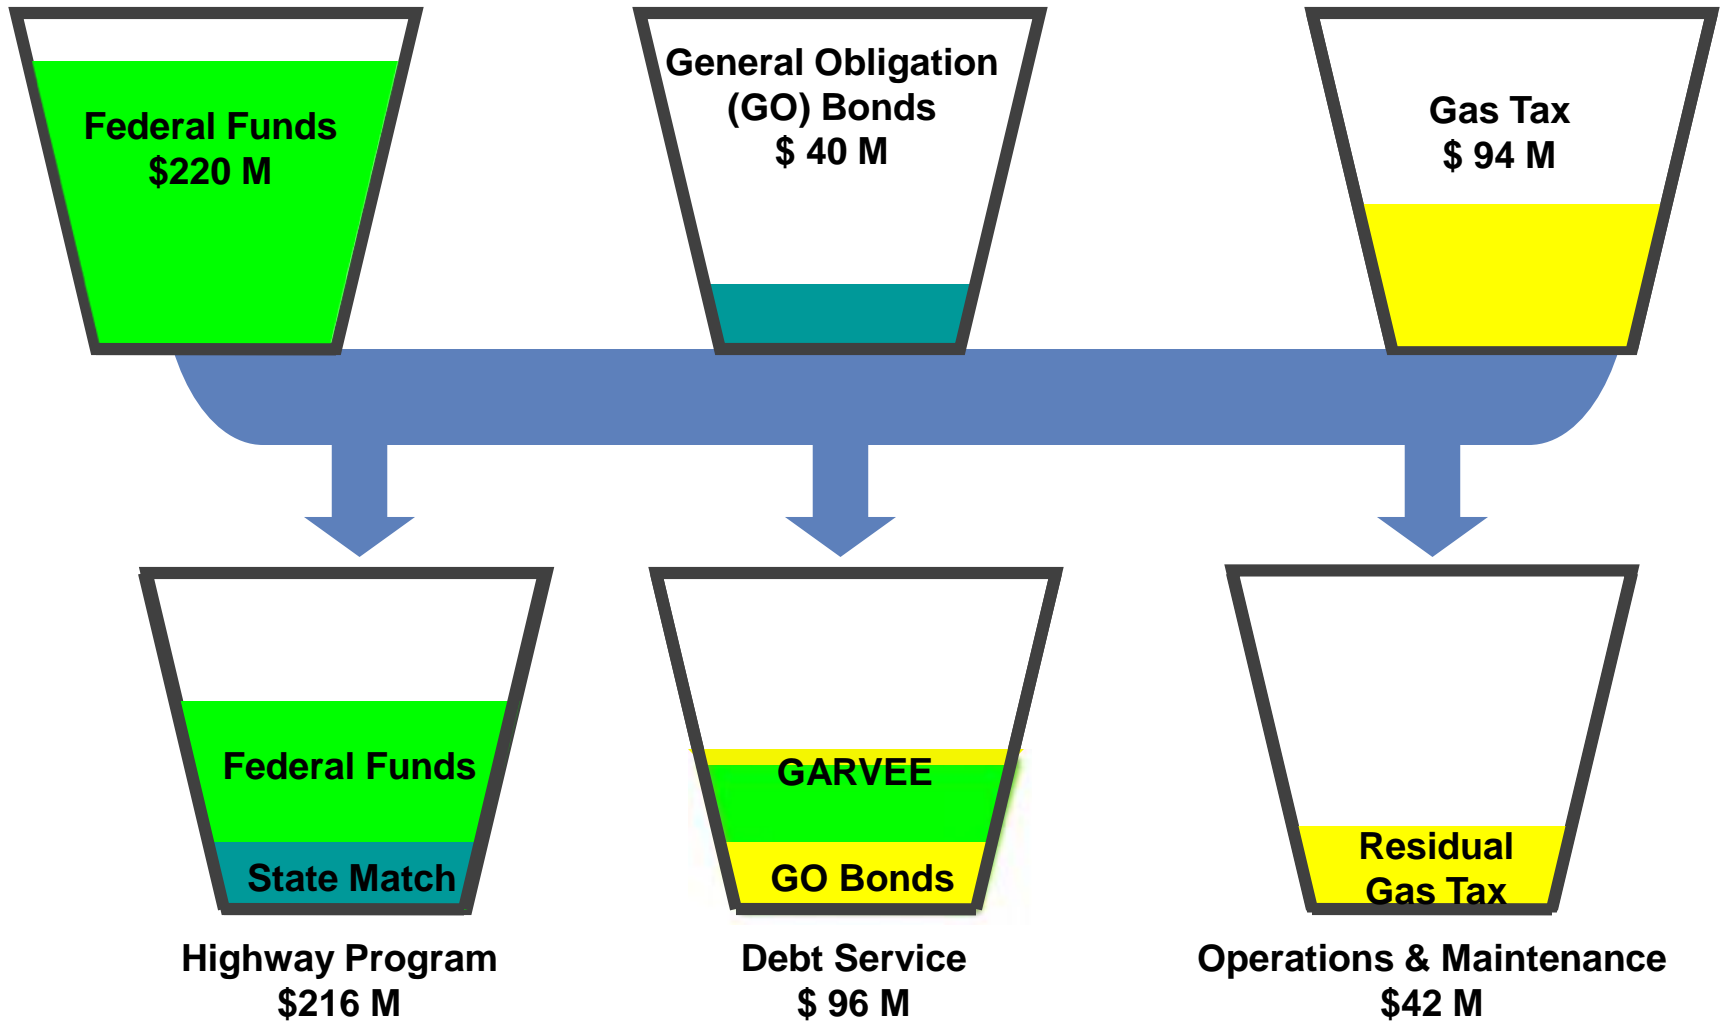 Federal Funds
$220 M
General Obligation
(GO) Bonds
$ 40 M
Gas Tax
$ 94 M
Federal Funds
State Match
GARVEE
GO Bonds
Residual
Gas Tax
Highway Program
$216 M
Debt Service
$ 96 M
Operations & Maintenance
$42 M